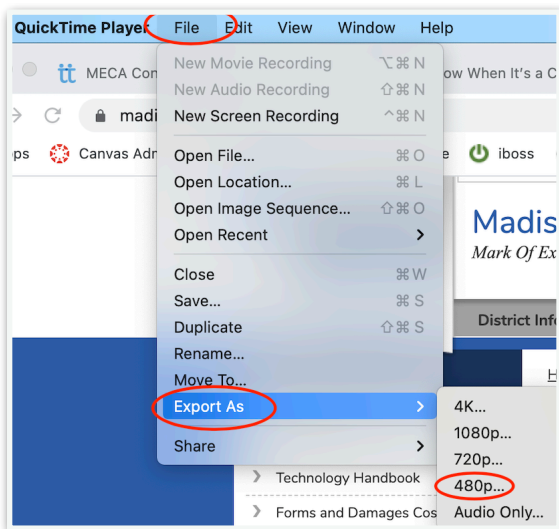 QuickTime Player File Edit View Window Help
MECA Con
ow When It's a C
New Movie Recording ⌥⌘N
New Audio Recording ⇧⌘N
New Screen Recording ^⌘N
madi
ps Canvas Adr
e iboss
Open File... ⌘O
Open Location... ⌘L
Open Image Sequence... ⇧⌘O
Open Recent >
Madis
Mark Of Ex
Close ⌘W
Save... ⌘S
Duplicate ⇧⌘S
Rename...
Move To...
Export As >
Share >
District Inf
H
4K...
1080p...
720p...
480p...
Audio Only...
Technology Handbook
Forms and Damages Cos